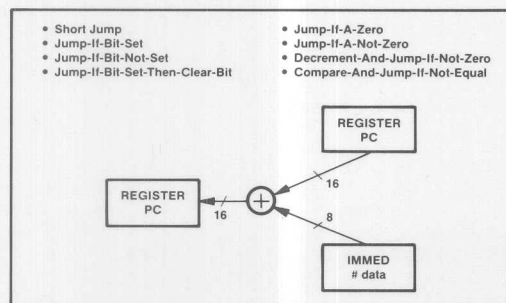 • Short Jump
• Jump-If-Bit-Set
• Jump-If-Bit-Not-Set
• Jump-If-Bit-Set-Then-Clear-Bit
• Jump-If-A-Zero
• Jump-If-A-Not-Zero
• Decrement-And-Jump-If-Not-Zero
• Compare-And-Jump-If-Not-Equal
REGISTER
PC
16
REGISTER
PC
16
+
8
IMMED
# data